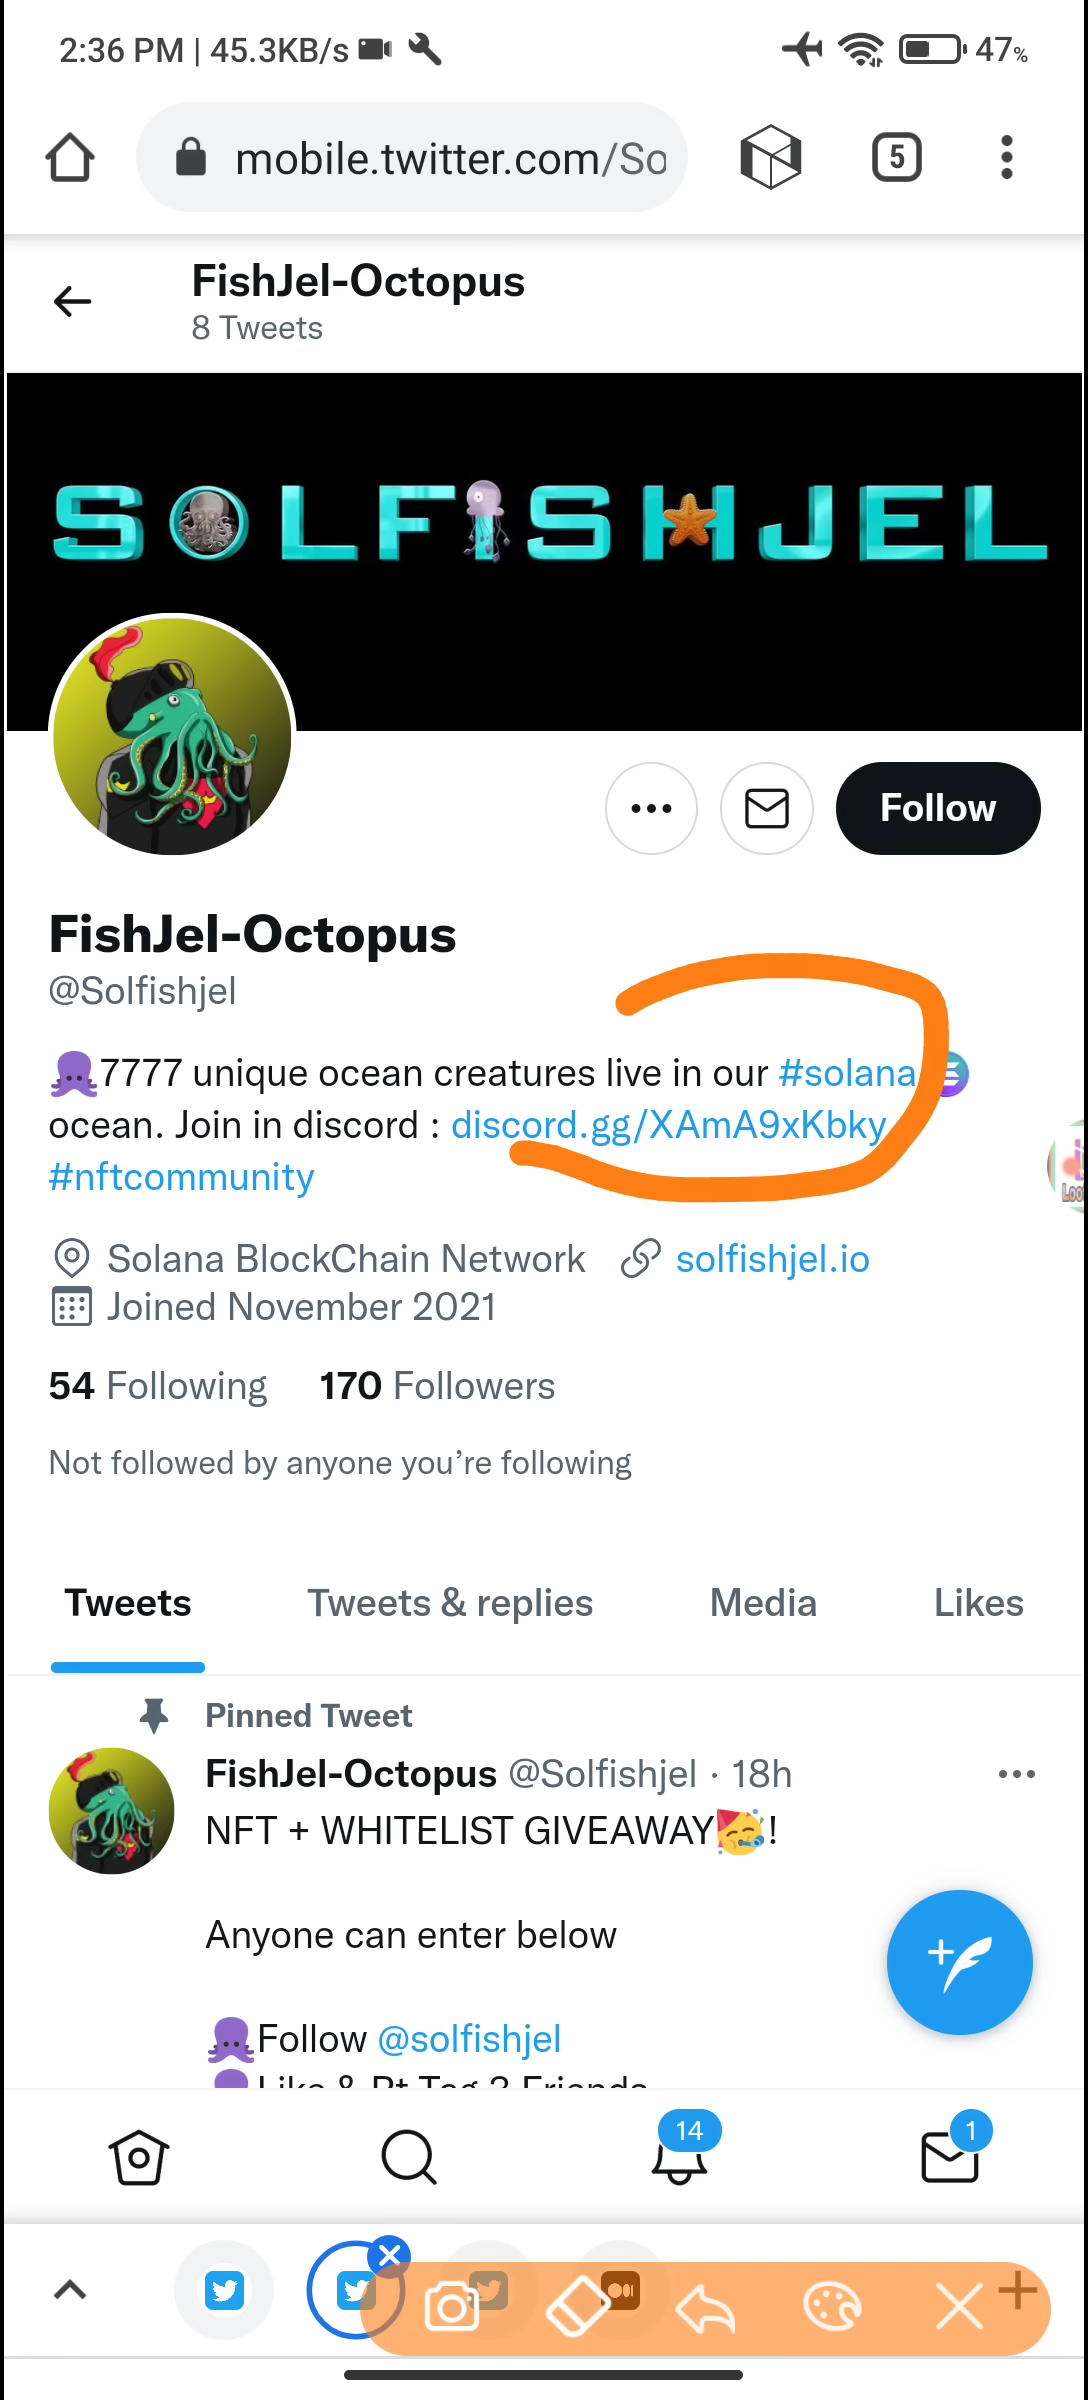 2:36 PM | 45.3KB/s
47%
mobile.twitter.com/So
5
FishJel-Octopus
8 Tweets
SOLFISHJEL
Follow
FishJel-Octopus
@Solfishjel
🐙7777 unique ocean creatures live in our #solana
ocean. Join in discord : discord.gg/XAmA9xKbky
#nftcommunity
Solana BlockChain Network solfishjel.io
Joined November 2021
54 Following 170 Followers
Not followed by anyone you’re following
Tweets Tweets & replies Media Likes
Pinned Tweet
FishJel-Octopus @Solfishjel · 18h
NFT + WHITELIST GIVEAWAY🥳!
Anyone can enter below
🐙Follow @solfishjel
14
1